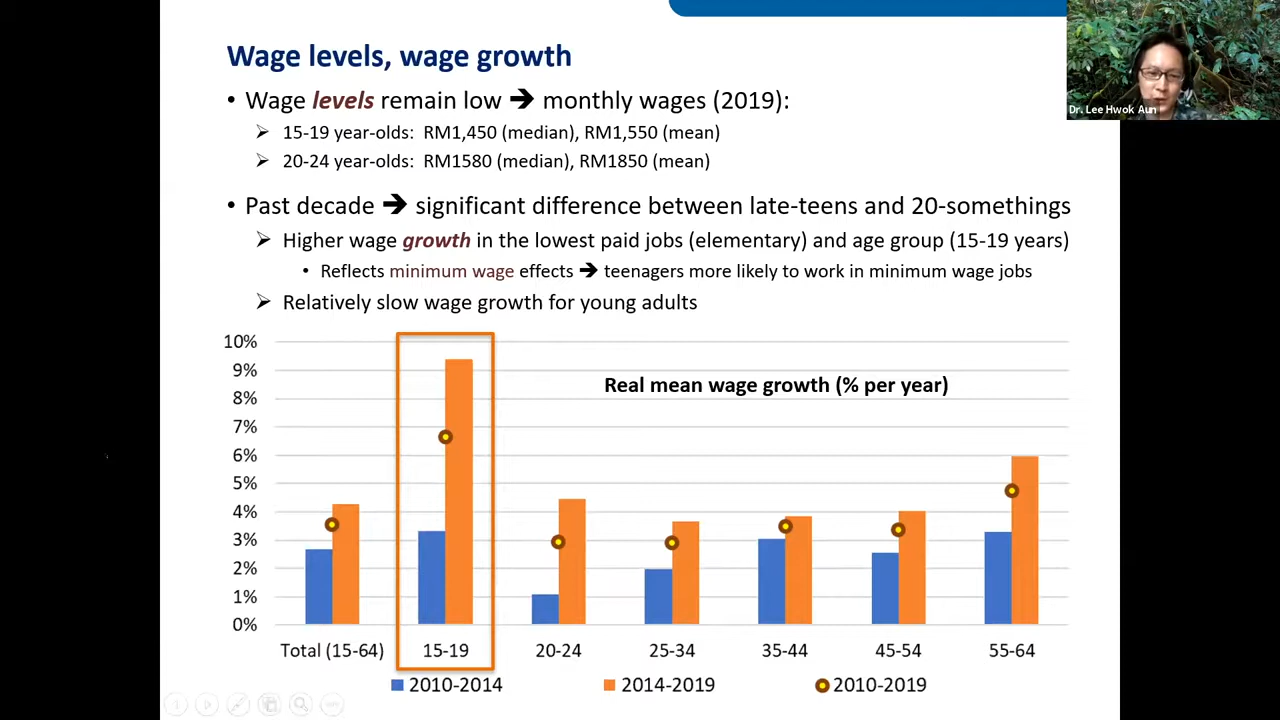 Wage levels, wage growth
Dr. Lee Hwok Aun
• Wage levels remain low ➔ monthly wages (2019):
➢ 15-19 year-olds: RM1,450 (median), RM1,550 (mean)
➢ 20-24 year-olds: RM1580 (median), RM1850 (mean)
• Past decade ➔ significant difference between late-teens and 20-somethings
➢ Higher wage growth in the lowest paid jobs (elementary) and age group (15-19 years)
• Reflects minimum wage effects ➔ teenagers more likely to work in minimum wage jobs
➢ Relatively slow wage growth for young adults
Real mean wage growth (% per year)
10%
9%
8%
7%
6%
5%
4%
3%
2%
1%
0%
Total (15-64) 15-19 20-24 25-34 35-44 45-54 55-64
2010-2014 2014-2019 2010-2019